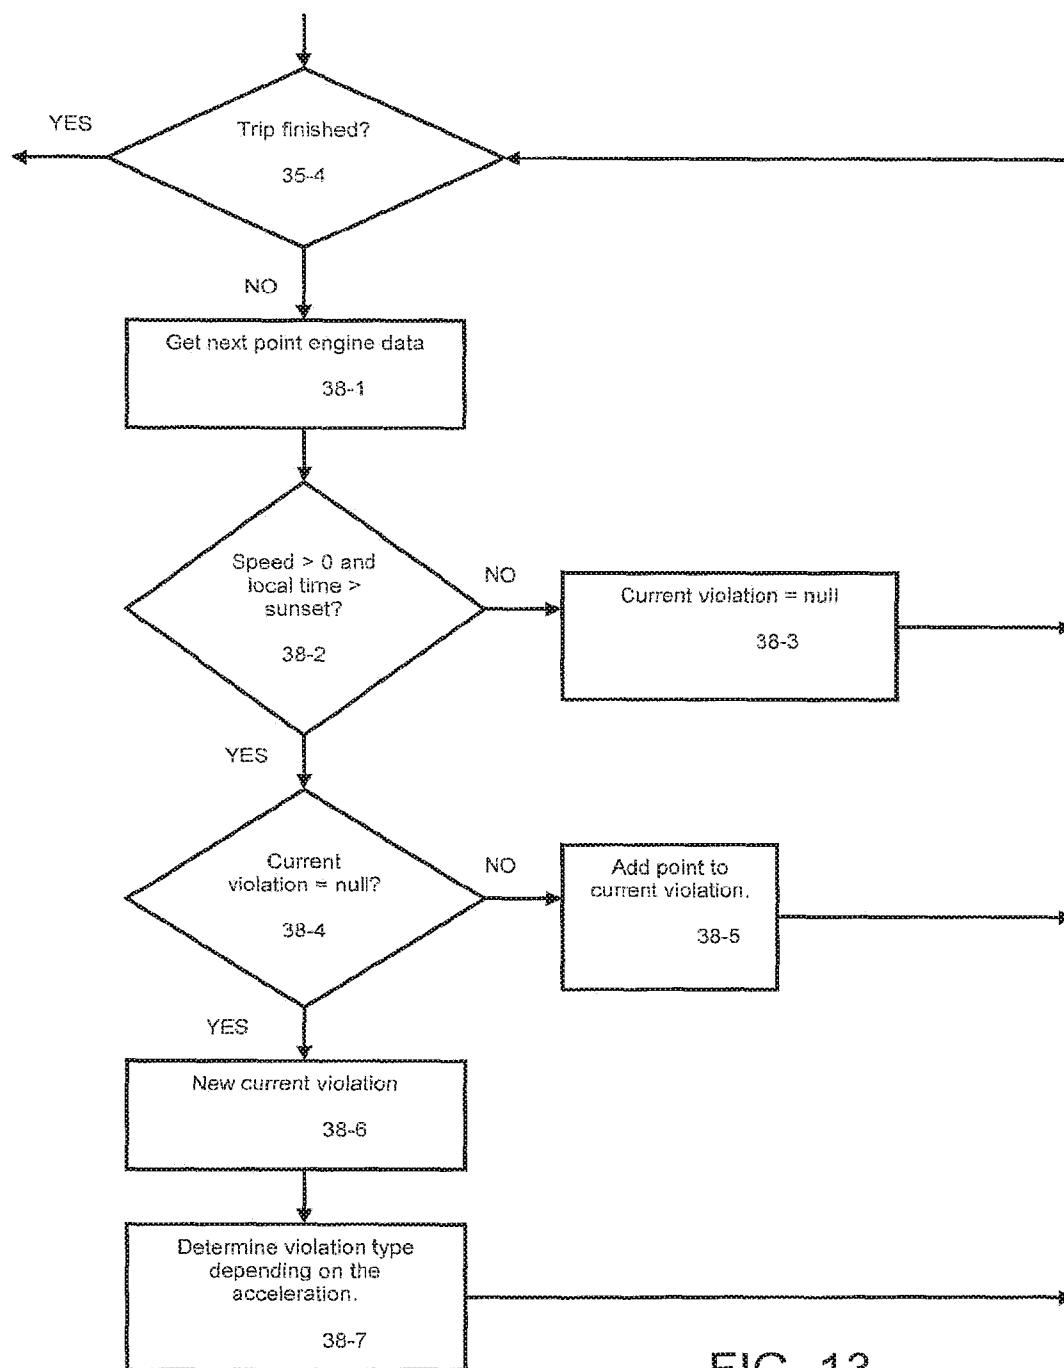 YES
Trip finished?
35-4
NO
Get next point engine data
38-1
Speed > 0 and
local time >
sunset?
38-2
NO
Current violation = null
38-3
YES
Current
violation = null?
38-4
NO
Add point to
current violation.
38-5
YES
New current violation
38-6
Determine violation type
depending on the
acceleration.
38-7
FIG. 13